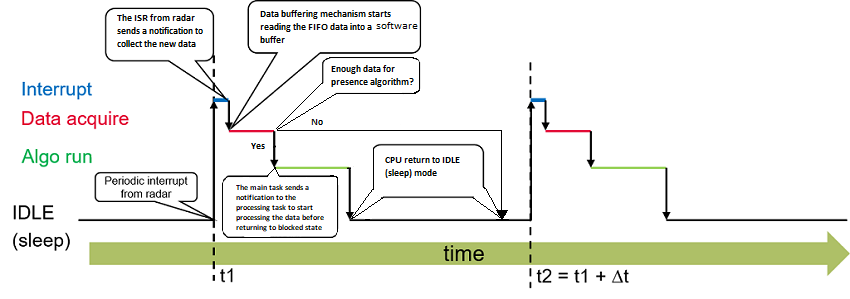 The ISR from radar
sends a notification to
collect the new data
Data buffering mechanism starts
reading the FIFO data into a software
buffer
Enough data for
presence algorithm?
Interrupt
Data acquire
Algo run
No
Yes
CPU return to IDLE
(sleep) mode
Periodic interrupt
from radar
The main task sends a
notification to the
processing task to start
processing the data before
returning to blocked state
IDLE
(sleep)
time
t1
t2 = t1 + Δt